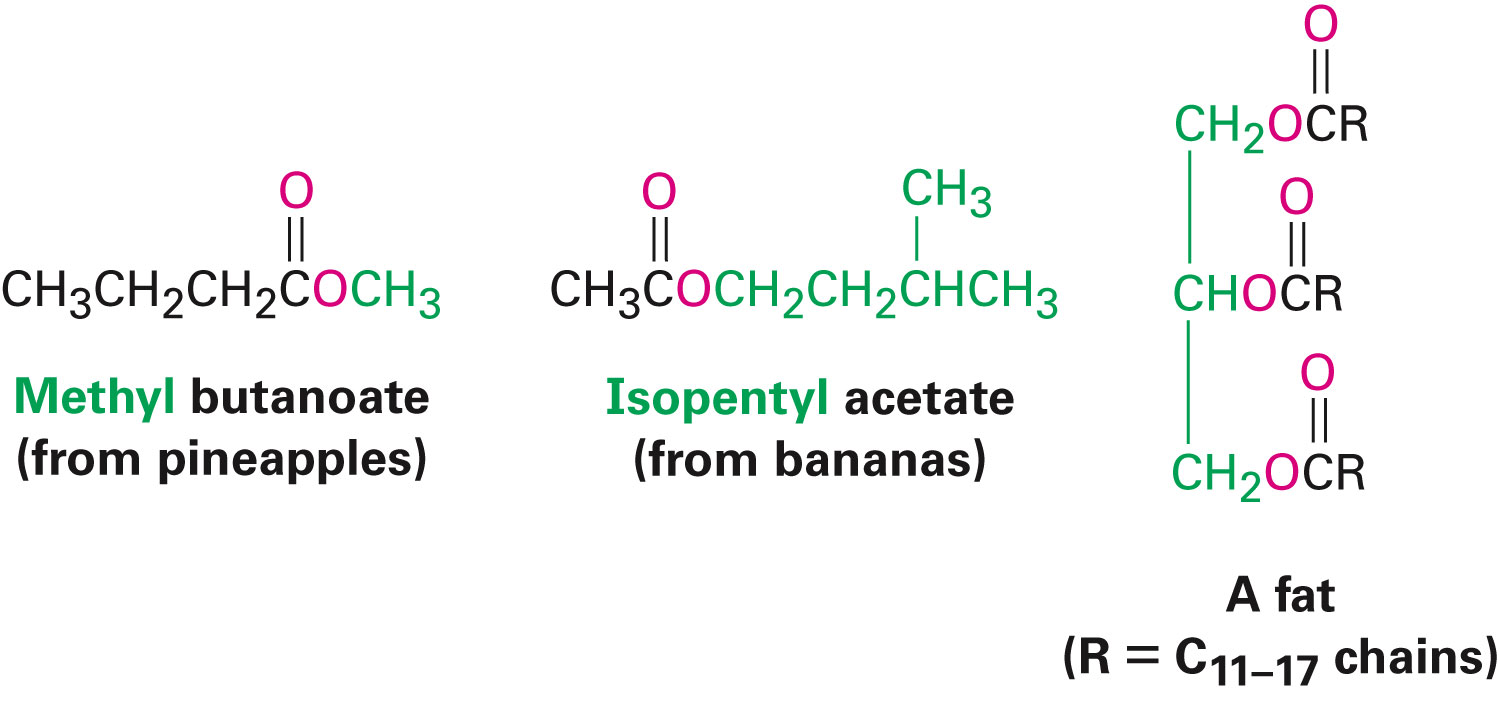 O
CH₃CH₂CH₂COCH₃
Methyl butanoate
(from pineapples)
O
CH₃
CH₃COCH₂CH₂CHCH₃
Isopentyl acetate
(from bananas)
O
CH₂OCR
O
CHOCR
O
CH₂OCR
A fat
(R = C₁₁₋₁₇ chains)